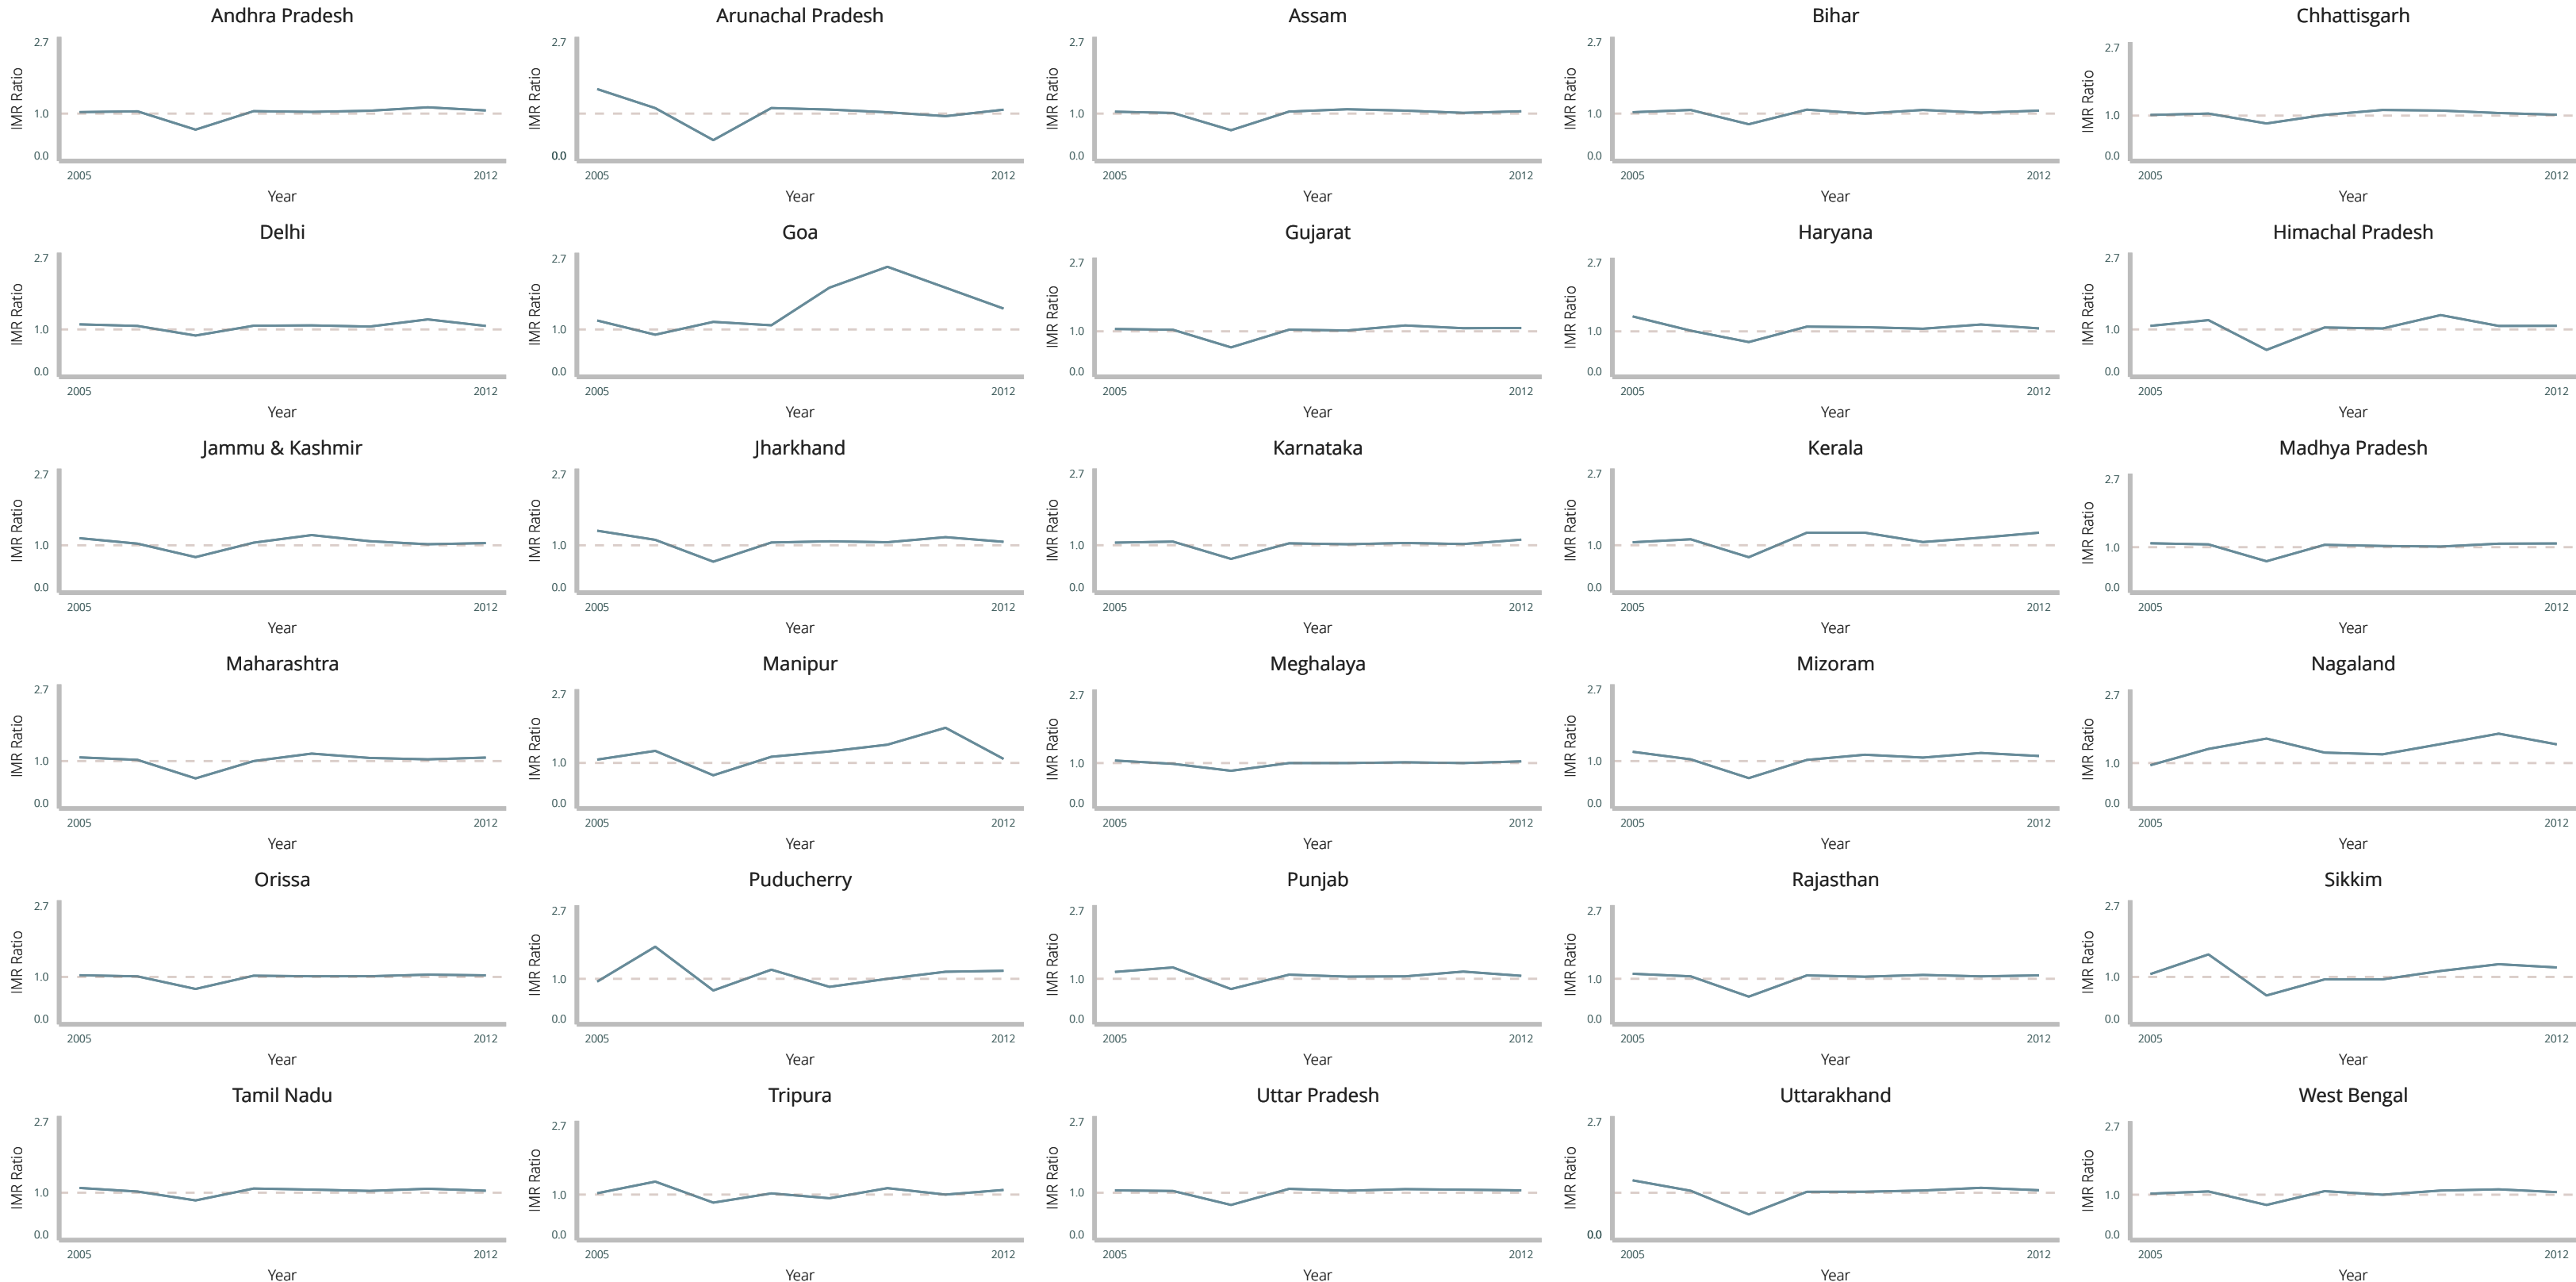 Andhra Pradesh
2.7
IMR Ratio
1.0
0.0
2005 2012
Year
Arunachal Pradesh
2.7
IMR Ratio
0.0
2005 2012
Year
Assam
2.7
IMR Ratio
1.0
0.0
2005 2012
Year
Bihar
2.7
IMR Ratio
1.0
0.0
2005 2012
Year
Chhattisgarh
2.7
IMR Ratio
1.0
0.0
2005 2012
Year
Delhi
2.7
IMR Ratio
1.0
0.0
2005 2012
Year
Goa
2.7
IMR Ratio
1.0
0.0
2005 2012
Year
Gujarat
2.7
IMR Ratio
1.0
0.0
2005 2012
Year
Haryana
2.7
IMR Ratio
1.0
0.0
2005 2012
Year
Himachal Pradesh
2.7
IMR Ratio
1.0
0.0
2005 2012
Year
Jammu & Kashmir
2.7
IMR Ratio
1.0
0.0
2005 2012
Year
Jharkhand
2.7
IMR Ratio
1.0
0.0
2005 2012
Year
Karnataka
2.7
IMR Ratio
1.0
0.0
2005 2012
Year
Kerala
2.7
IMR Ratio
1.0
0.0
2005 2012
Year
Madhya Pradesh
2.7
IMR Ratio
1.0
0.0
2005 2012
Year
Maharashtra
2.7
IMR Ratio
1.0
0.0
2005 2012
Year
Manipur
2.7
IMR Ratio
1.0
0.0
2005 2012
Year
Meghalaya
2.7
IMR Ratio
1.0
0.0
2005 2012
Year
Mizoram
2.7
IMR Ratio
1.0
0.0
2005 2012
Year
Nagaland
2.7
IMR Ratio
1.0
0.0
2005 2012
Year
Orissa
2.7
IMR Ratio
1.0
0.0
2005 2012
Year
Puducherry
2.7
IMR Ratio
1.0
0.0
2005 2012
Year
Punjab
2.7
IMR Ratio
1.0
0.0
2005 2012
Year
Rajasthan
2.7
IMR Ratio
1.0
0.0
2005 2012
Year
Sikkim
2.7
IMR Ratio
1.0
0.0
2005 2012
Year
Tamil Nadu
2.7
IMR Ratio
1.0
0.0
2005 2012
Year
Tripura
2.7
IMR Ratio
1.0
0.0
2005 2012
Year
Uttar Pradesh
2.7
IMR Ratio
1.0
0.0
2005 2012
Year
Uttarakhand
2.7
IMR Ratio
0.0
2005 2012
Year
West Bengal
2.7
IMR Ratio
1.0
0.0
2005 2012
Year